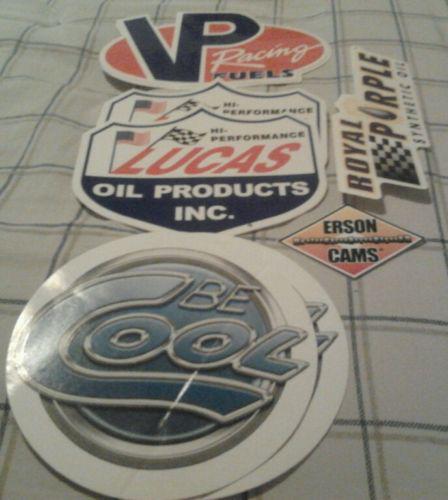 VP
Racing
FUELS
HI-
PERFORMANCE
HI-
PERFORMANCE
LUCAS
OIL PRODUCTS
INC.
ROYAL
PURPLE
SYNTHETIC OIL
ERSON
CAMS
BE
COOL